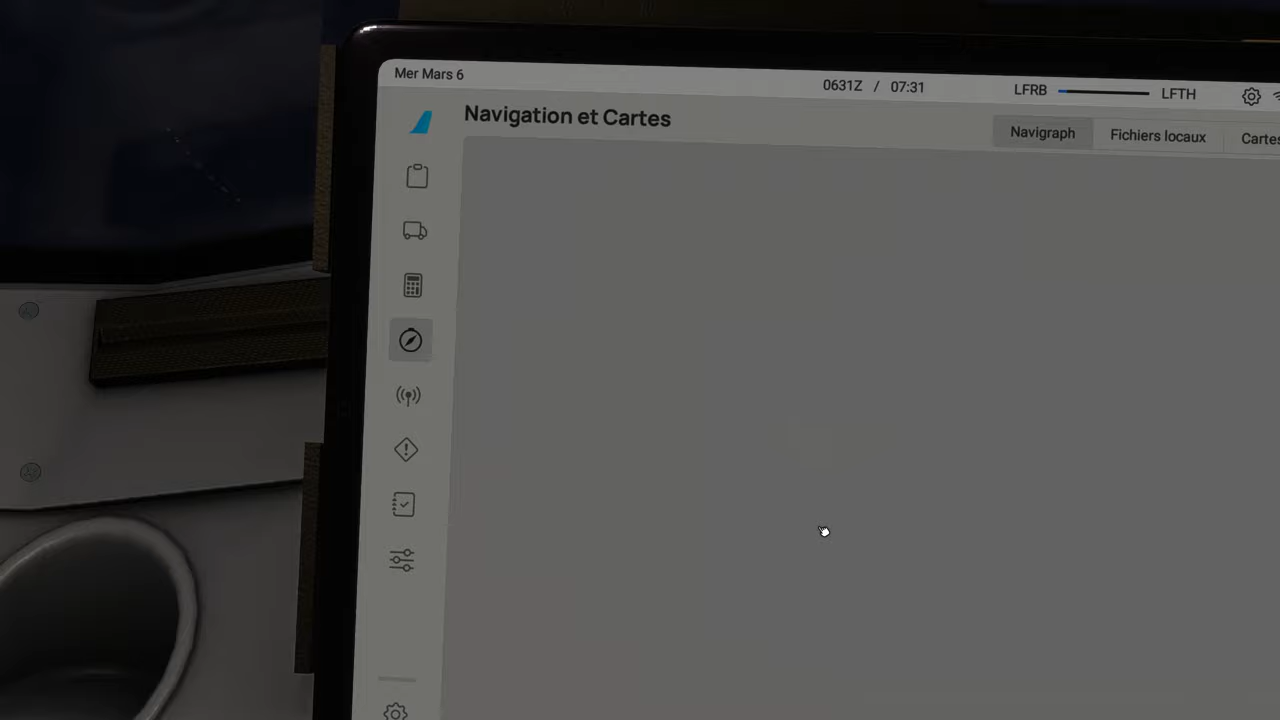 Mer Mars 6
0631Z / 07:31
LFRB LFTH
Navigation et Cartes
Navigraph
Fichiers locaux
Cartes